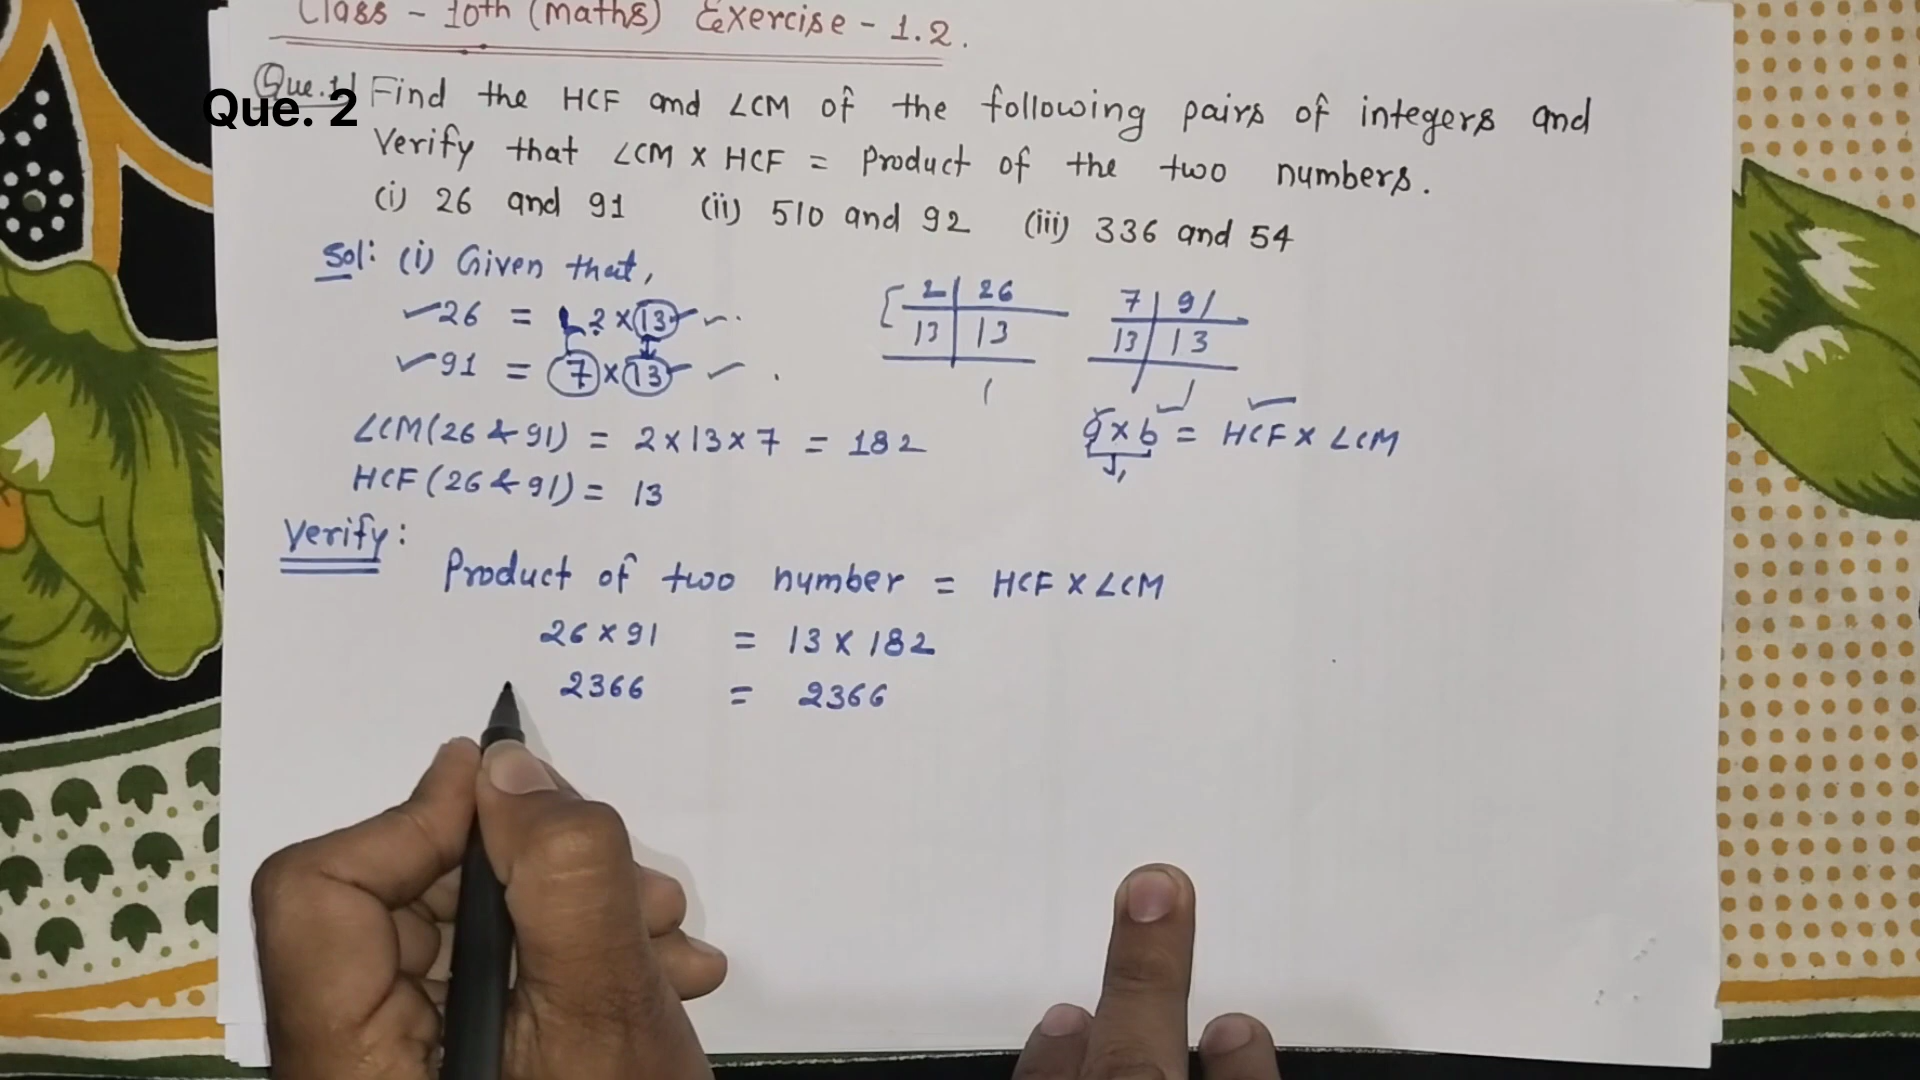 Class - 10th (maths) Exercise - 1.2.
Que. 1 Find the HCF and LCM of the following pairs of integers and
Que. 2
Verify that LCM × HCF = Product of the two numbers.
(i) 26 and 91 (ii) 510 and 92 (iii) 336 and 54
Sol: (i) Given that,
26 = 2 × 13
91 = 7 × 13
2 | 26
13 | 13
1
7 | 91
13 | 13
1
LCM (26 & 91) = 2 × 13 × 7 = 182
a × b = HCF × LCM
HCF (26 & 91) = 13
Verify:
Product of two number = HCF × LCM
26 × 91 = 13 × 182
2366 = 2366